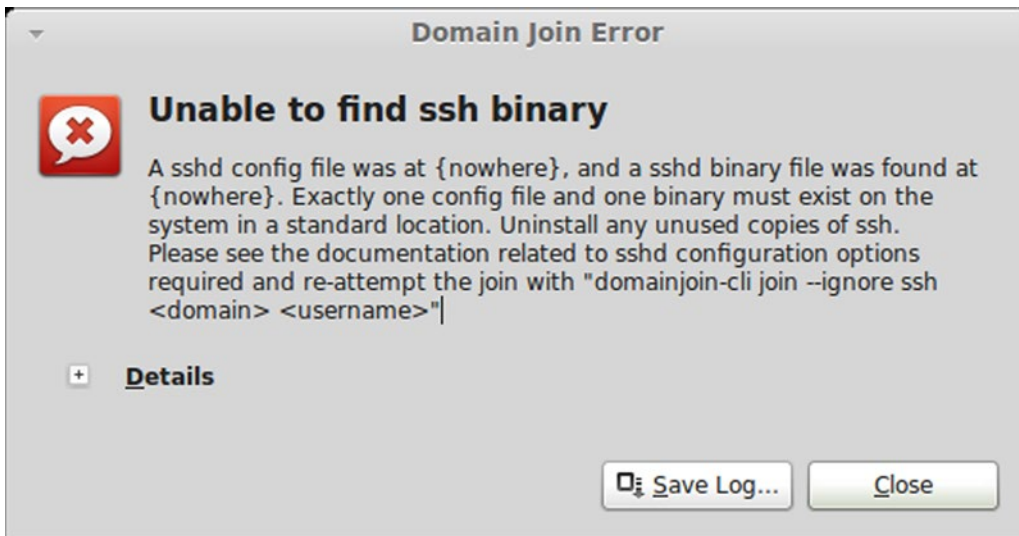 Domain Join Error
Unable to find ssh binary
A sshd config file was at {nowhere}, and a sshd binary file was found at
{nowhere}. Exactly one config file and one binary must exist on the
system in a standard location. Uninstall any unused copies of ssh.
Please see the documentation related to sshd configuration options
required and re-attempt the join with "domainjoin-cli join --ignore ssh
<domain> <username>"
Details
Save Log...
Close